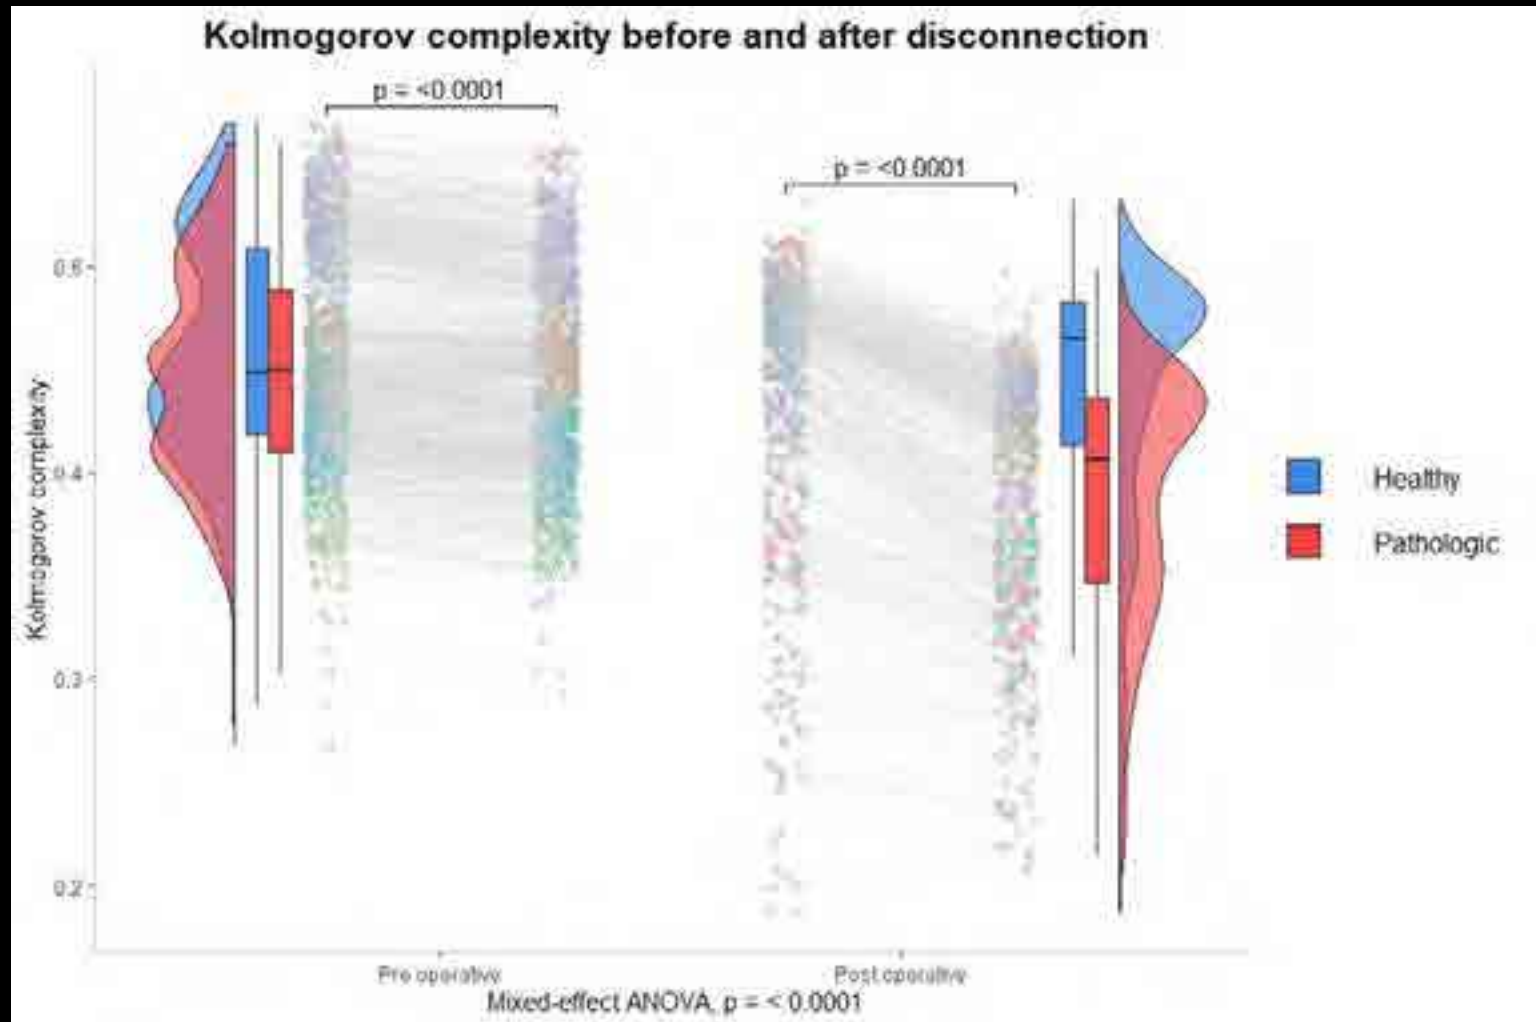 Kolmogorov complexity before and after disconnection
p = <0.0001
p = <0.0001
Kolmogorov complexity
0.5
0.4
0.3
0.2
Healthy
Pathologic
Pre operative
Post operative
Mixed-effect ANOVA, p = < 0.0001